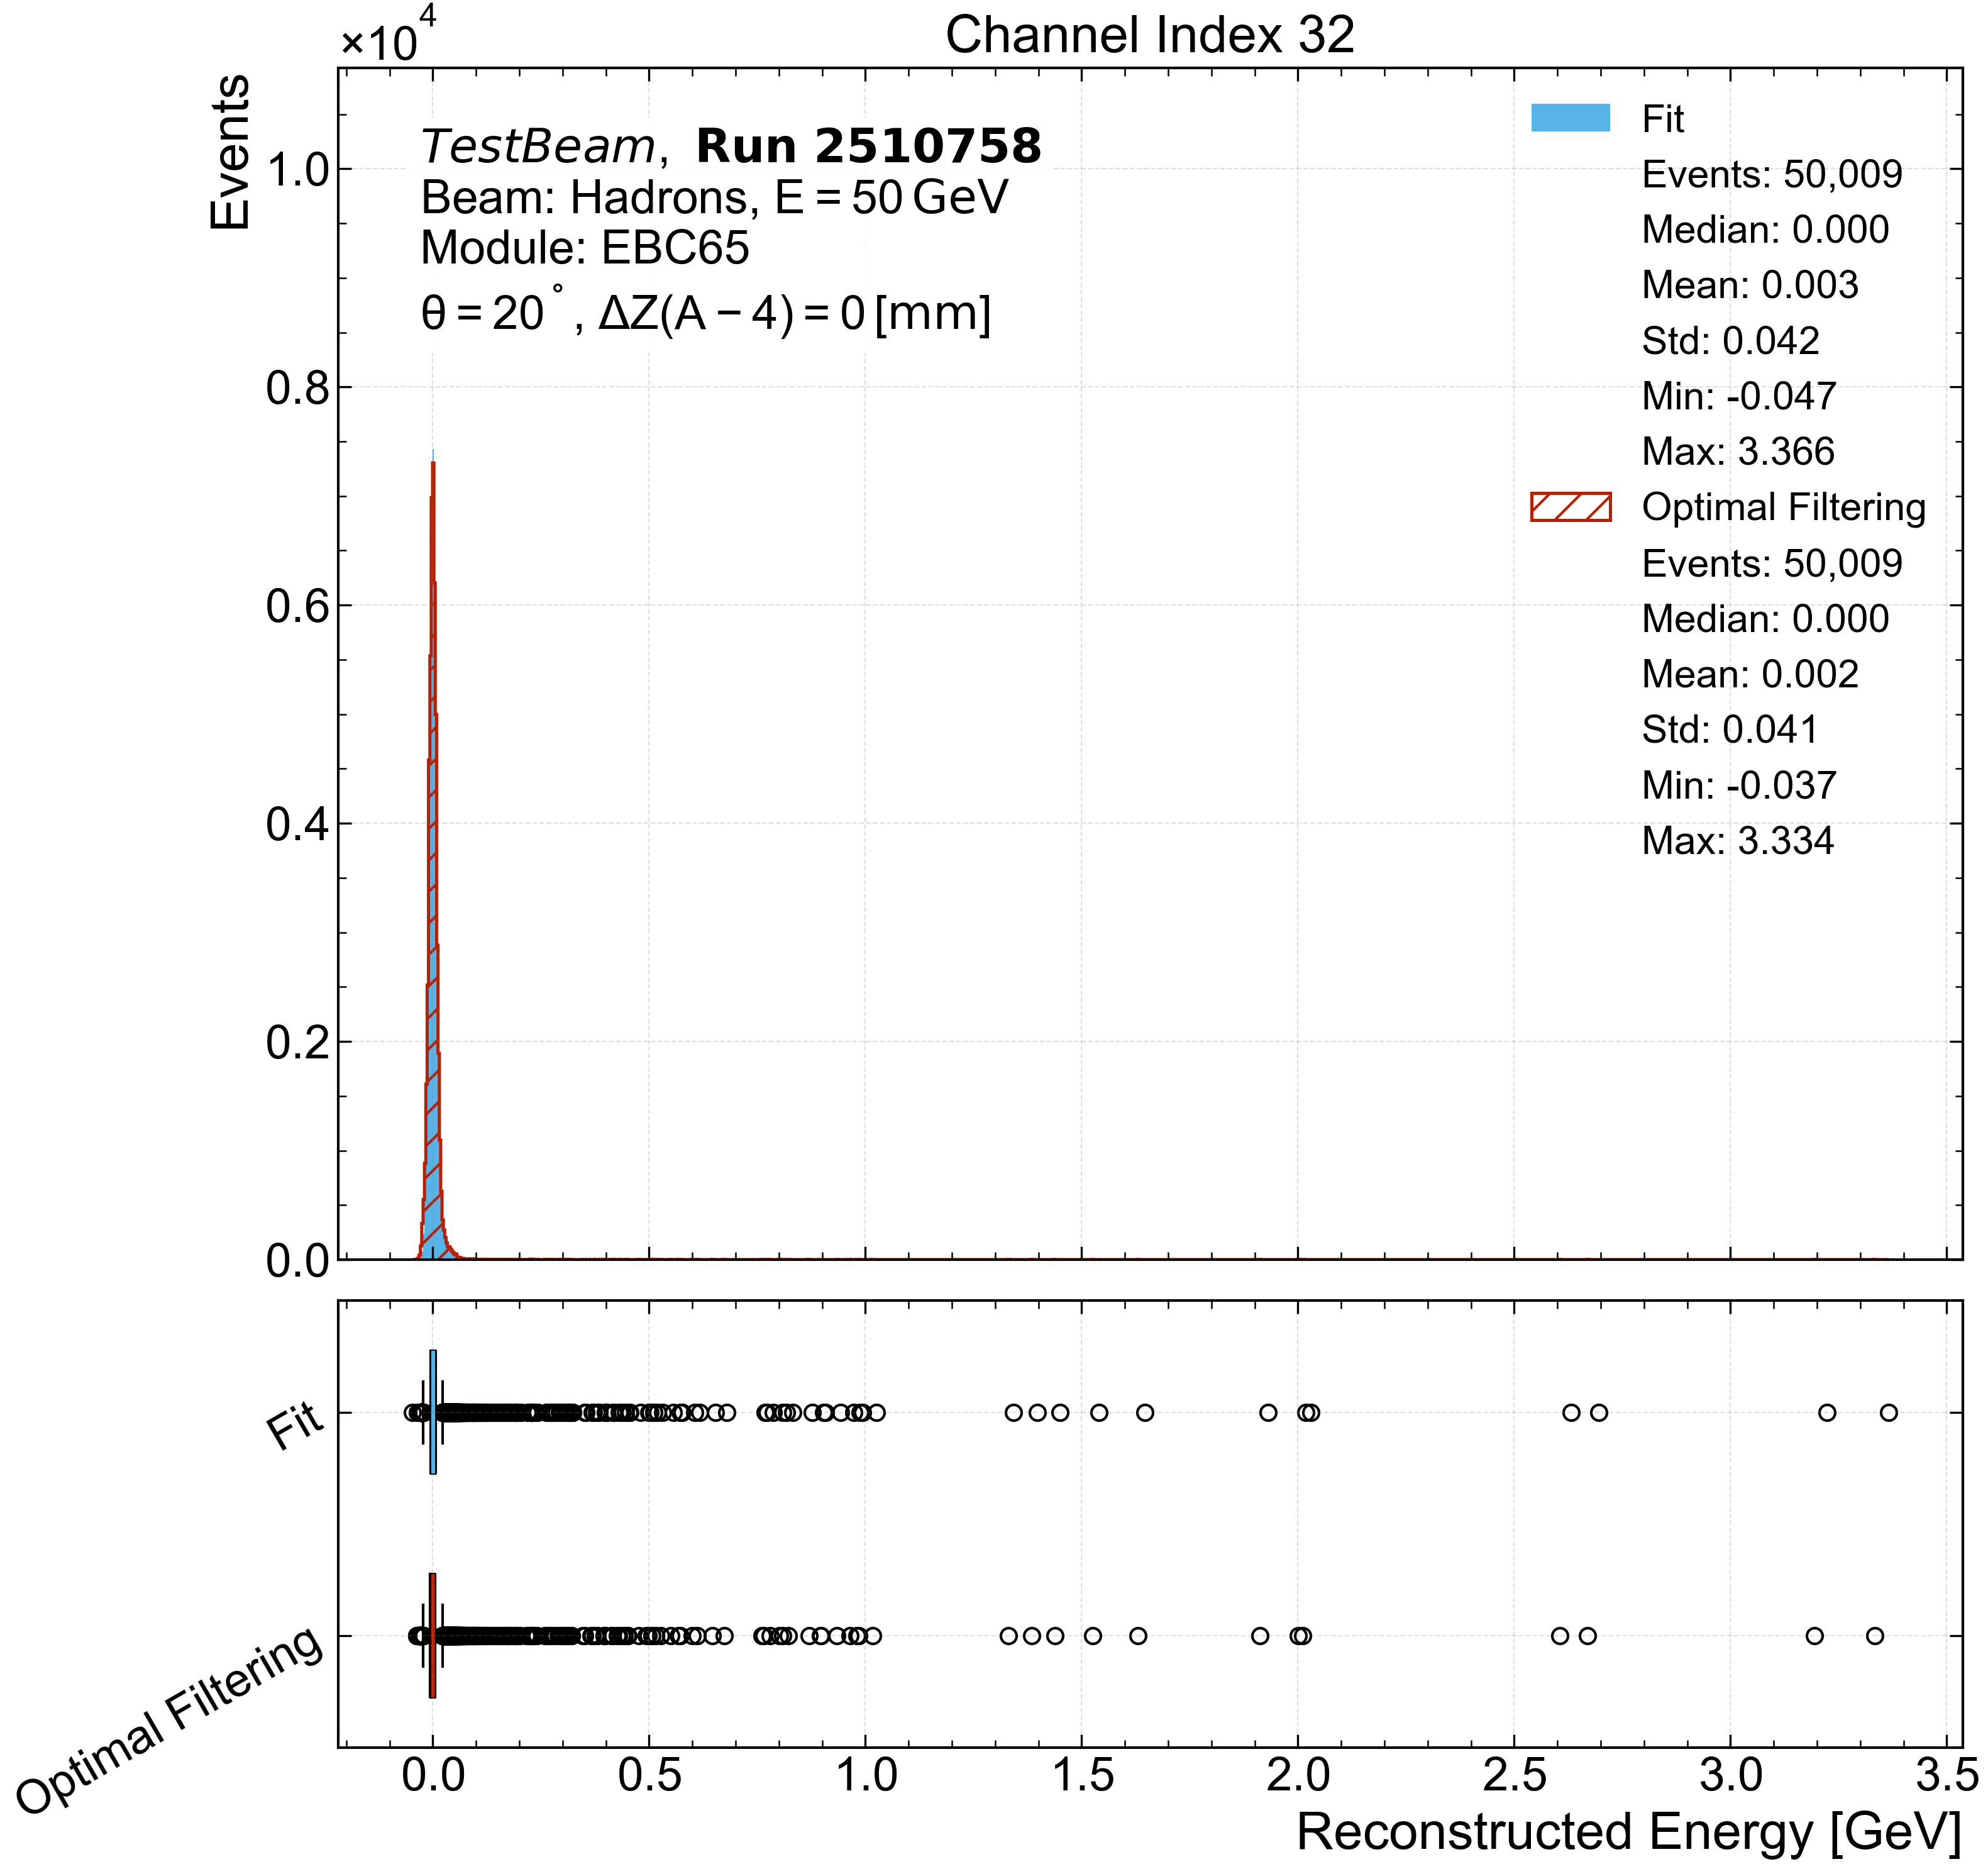 Channel Index 32
×10^4
Events
TestBeam, Run 2510758
Beam: Hadrons, E = 50 GeV
Module: EBC65
θ = 20°, ΔZ(A − 4) = 0 [mm]
Fit
Events: 50,009
Median: 0.000
Mean: 0.003
Std: 0.042
Min: -0.047
Max: 3.366
Optimal Filtering
Events: 50,009
Median: 0.000
Mean: 0.002
Std: 0.041
Min: -0.037
Max: 3.334
1.0
0.8
0.6
0.4
0.2
0.0
Fit
Optimal Filtering
0.0 0.5 1.0 1.5 2.0 2.5 3.0 3.5
Reconstructed Energy [GeV]